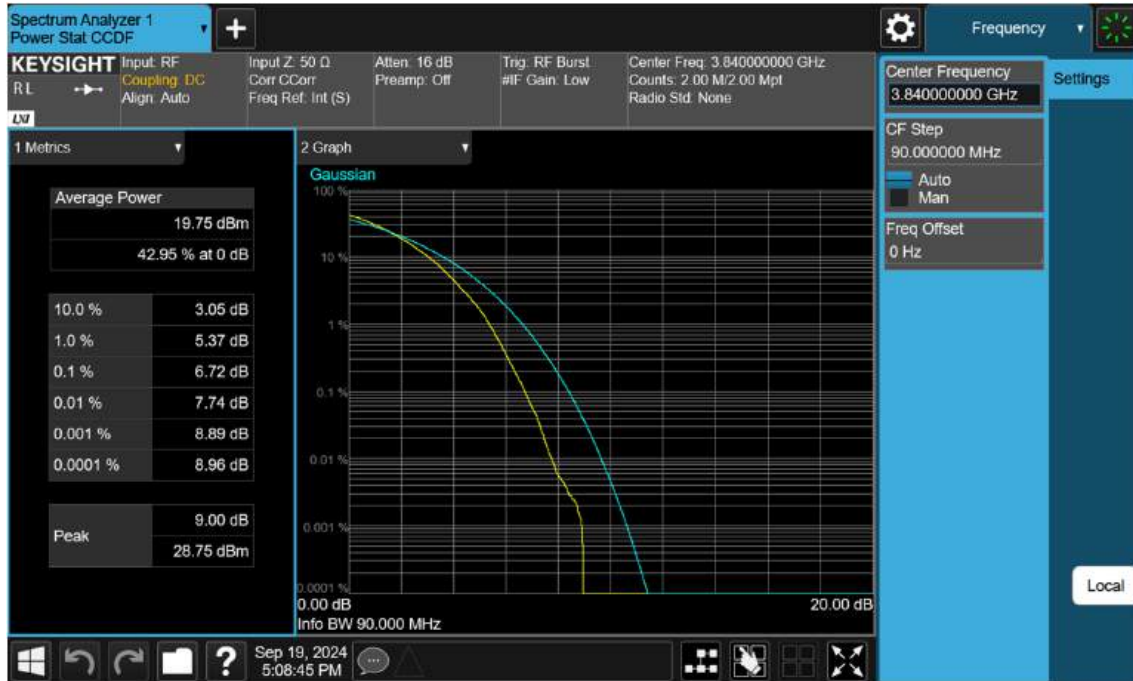 Spectrum Analyzer 1
Power Stat CCDF
Frequency
KEYSIGHT
RL
LXI
Input: RF
Coupling: DC
Align: Auto
Input Z: 50 Ω
Corr CCorr
Freq Ref: Int (S)
Atten: 16 dB
Preamp: Off
Trig: RF Burst
#IF Gain: Low
Center Freq: 3.840000000 GHz
Counts: 2.00 M/2.00 Mpt
Radio Std: None
Center Frequency
3.840000000 GHz
Settings
CF Step
90.000000 MHz
Auto
Man
Freq Offset
0 Hz
1 Metrics
Average Power
19.75 dBm
42.95 % at 0 dB
10.0 % 3.05 dB
1.0 % 5.37 dB
0.1 % 6.72 dB
0.01 % 7.74 dB
0.001 % 8.89 dB
0.0001 % 8.96 dB
Peak
9.00 dB
28.75 dBm
2 Graph
Gaussian
100 %
10 %
1 %
0.1 %
0.01 %
0.001 %
0.0001 %
0.00 dB 20.00 dB
Info BW 90.000 MHz
Local
?
Sep 19, 2024
5:08:45 PM